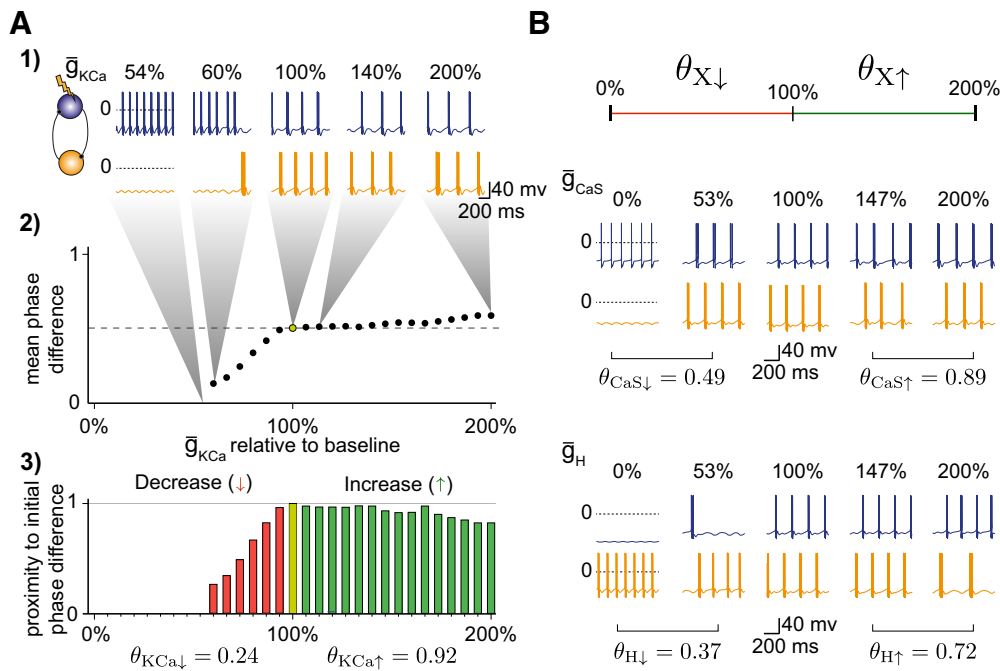 A
1)
ḡKCa 54% 60% 100% 140% 200%
0
0
40 mv
200 ms
2)
1
mean phase
difference
0
0% 100% 200%
ḡKCa relative to baseline
3)
Decrease (↓) Increase (↑)
1
proximity to initial
phase difference
0
0% 100% 200%
θKCa↓ = 0.24 θKCa↑ = 0.92
B
θX↓ θX↑
0% 100% 200%
ḡCaS
0% 53% 100% 147% 200%
0
0
40 mv
200 ms
θCaS↓ = 0.49 θCaS↑ = 0.89
ḡH
0% 53% 100% 147% 200%
0
0
40 mv
200 ms
θH↓ = 0.37 θH↑ = 0.72